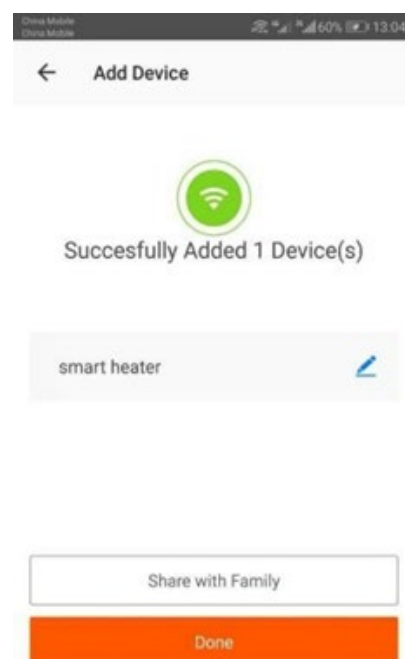 China Mobile
China Mobile
60% 13:04
Add Device
Succesfully Added 1 Device(s)
smart heater
Share with Family
Done